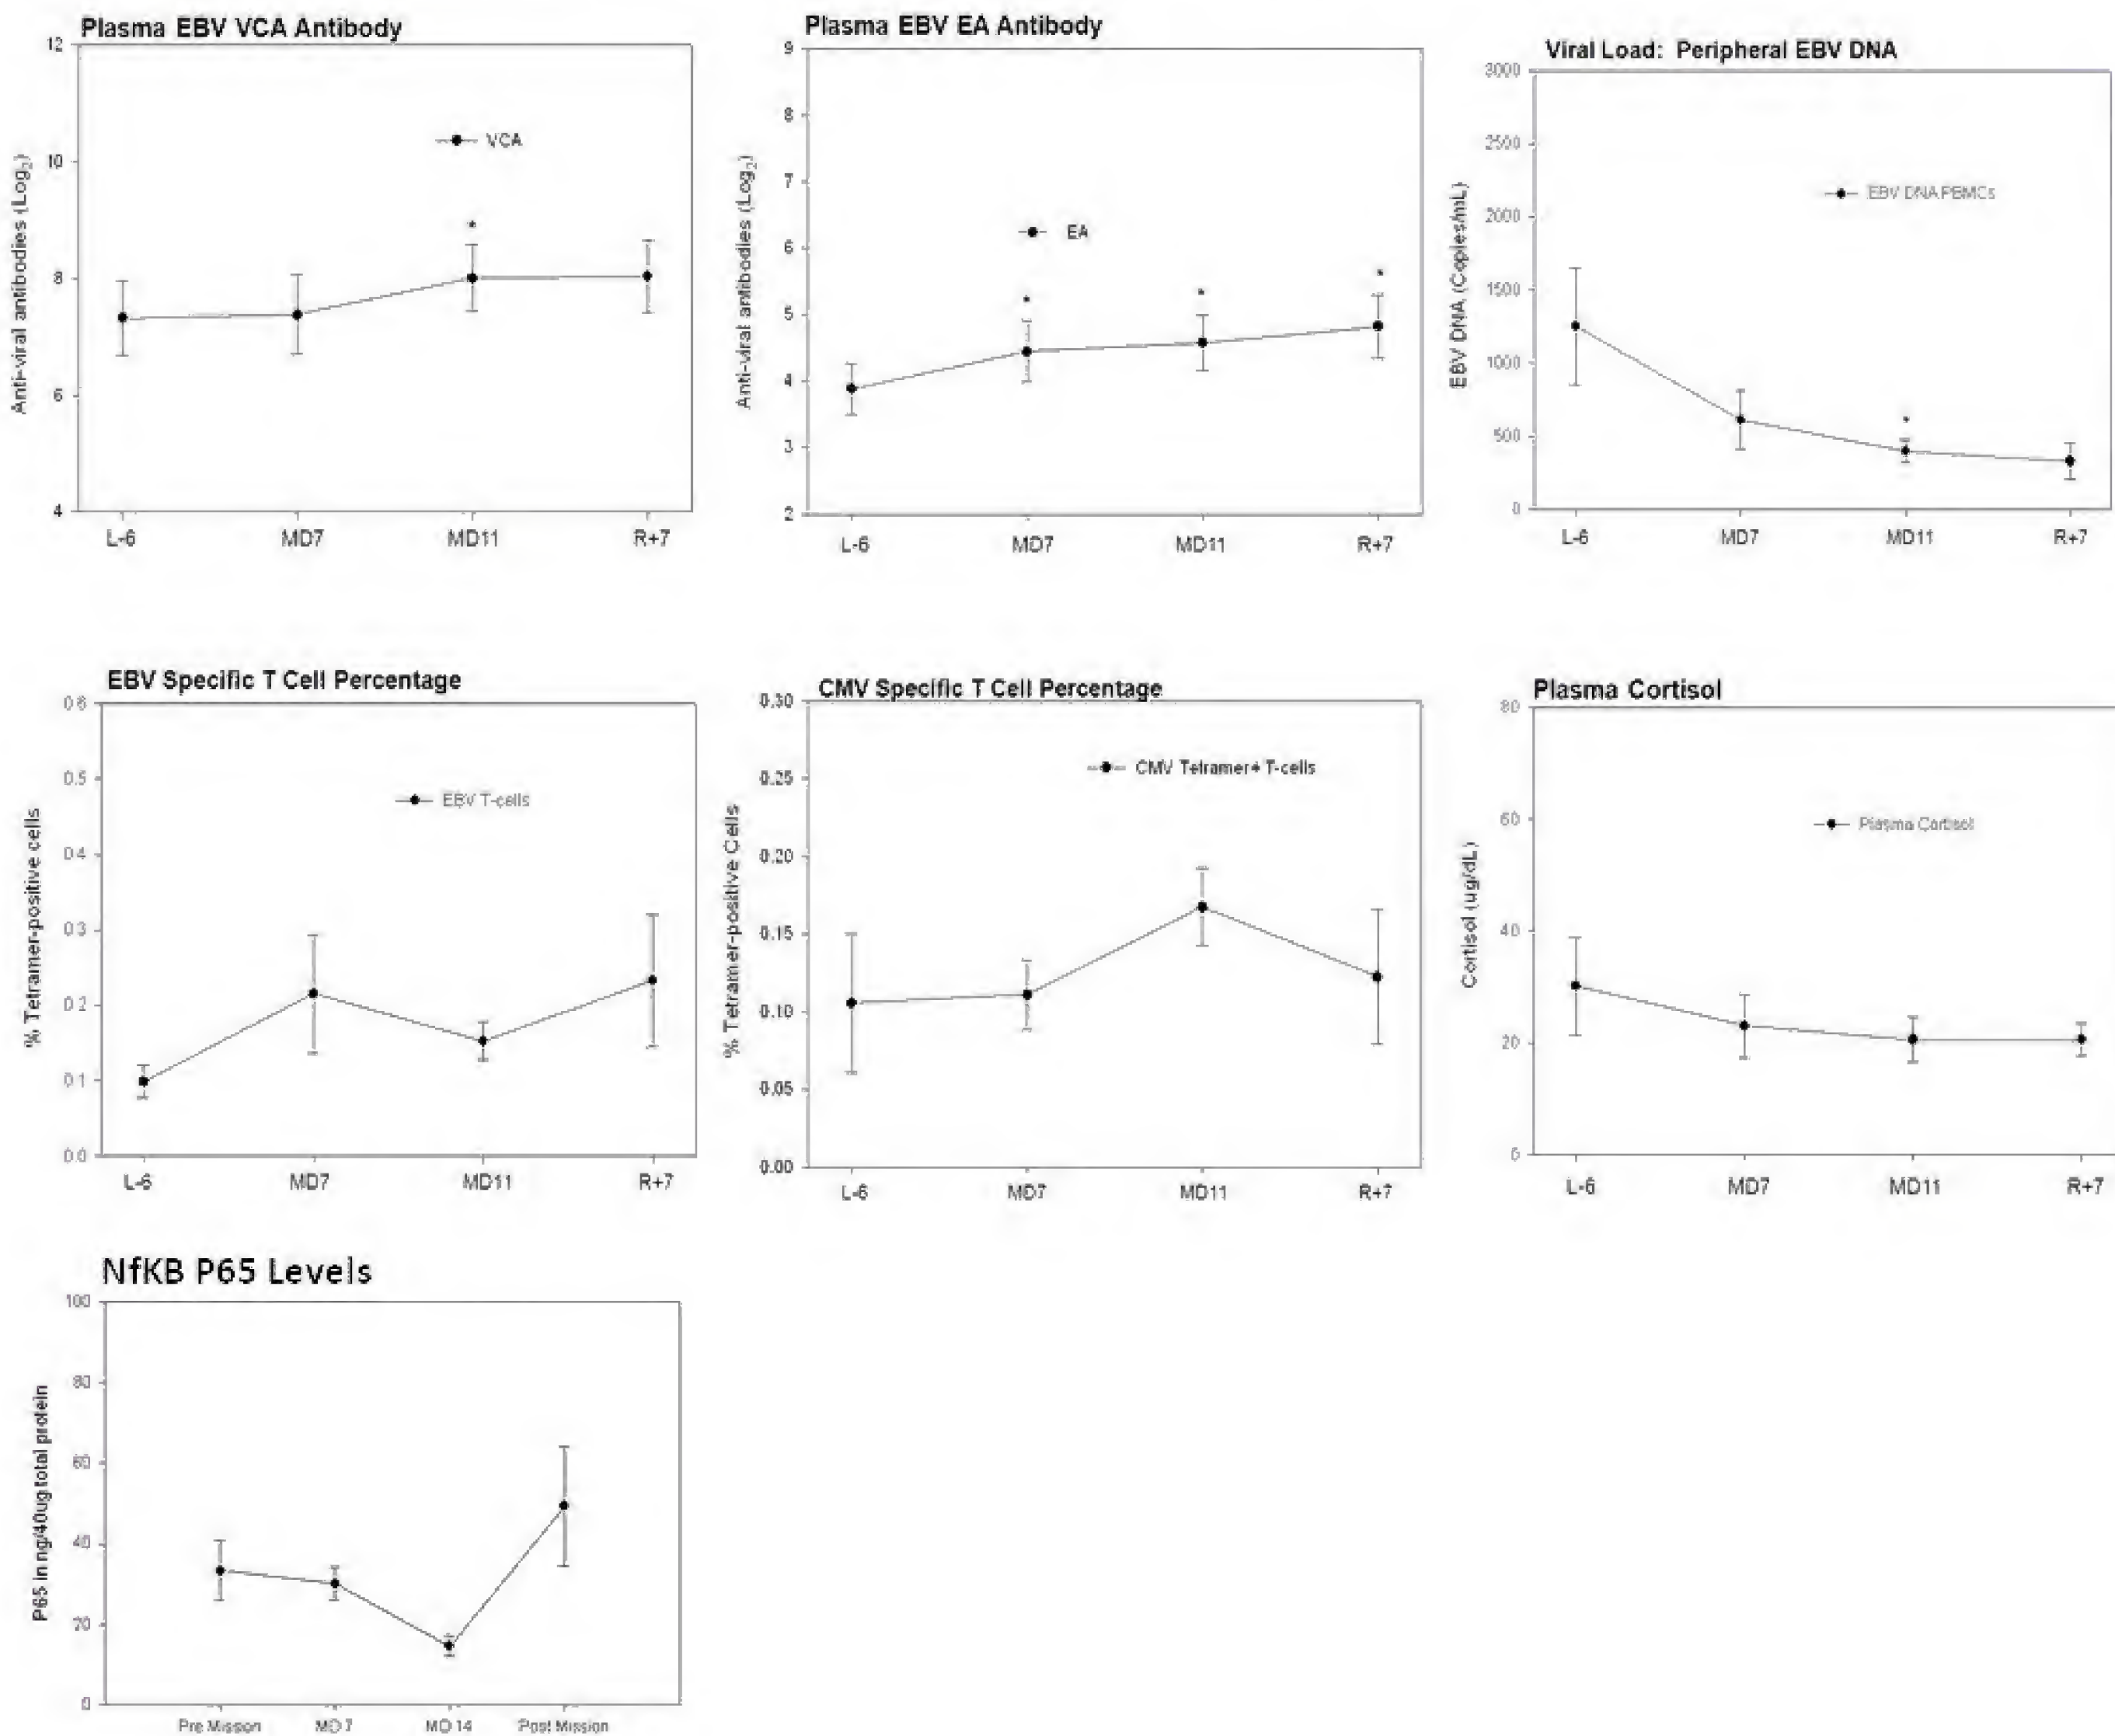 Plasma EBV VCA Antibody
12
10
8
6
4
Anti-viral antibodies (Log2)
VCA
*
L-6 MD7 MD11 R+7
Plasma EBV EA Antibody
9
8
7
6
5
4
3
2
Anti-viral antibodies (Log2)
EA
* * *
L-6 MD7 MD11 R+7
Viral Load: Peripheral EBV DNA
3000
2500
2000
1500
1000
500
0
EBV DNA (Copies/mL)
EBV DNA PBMCs
*
L-6 MD7 MD11 R+7
EBV Specific T Cell Percentage
0.6
0.5
0.4
0.3
0.2
0.1
0.0
% Tetramer-positive cells
EBV T-cells
L-6 MD7 MD11 R+7
CMV Specific T Cell Percentage
0.30
0.25
0.20
0.15
0.10
0.05
0.00
% Tetramer-positive Cells
CMV Tetramer+ T-cells
L-6 MD7 MD11 R+7
Plasma Cortisol
80
60
40
20
0
Cortisol (ug/dL)
Plasma Cortisol
L-6 MD7 MD11 R+7
NfKB P65 Levels
100
80
60
40
20
0
P65 in ng/40ug total protein
Pre Mission MD 7 MD 14 Post Mission